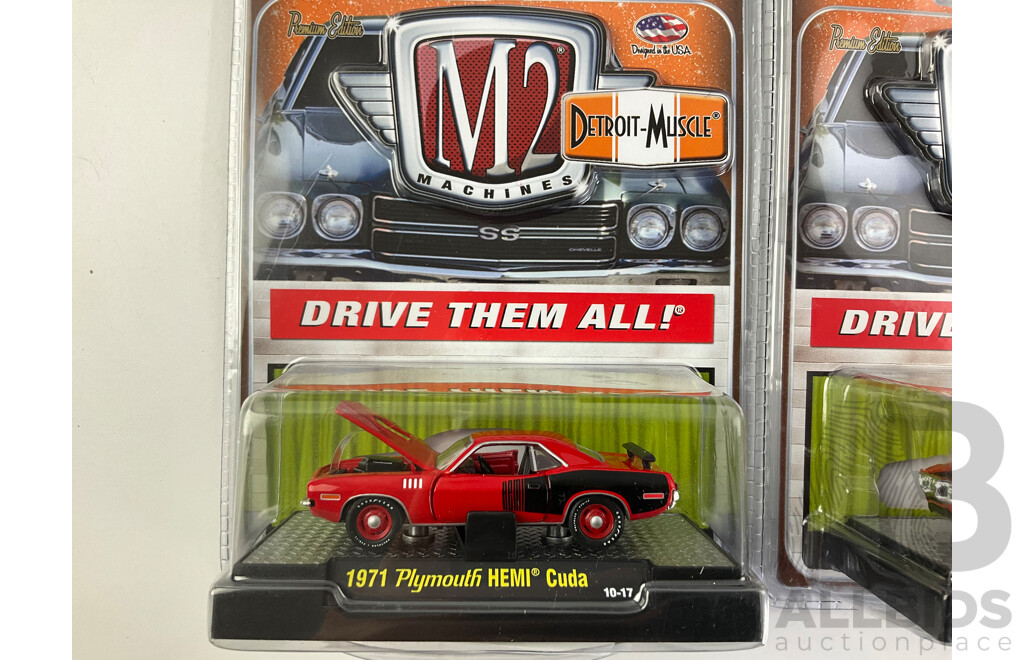 Premium Edition
M2
MACHINES
Designed in the USA
DETROIT-MUSCLE®
SS
CHEVELLE
DRIVE THEM ALL!®
1971 Plymouth HEMI® Cuda
10-17
Premium Edition
DRIVE
ALLBIDS
auctionplace